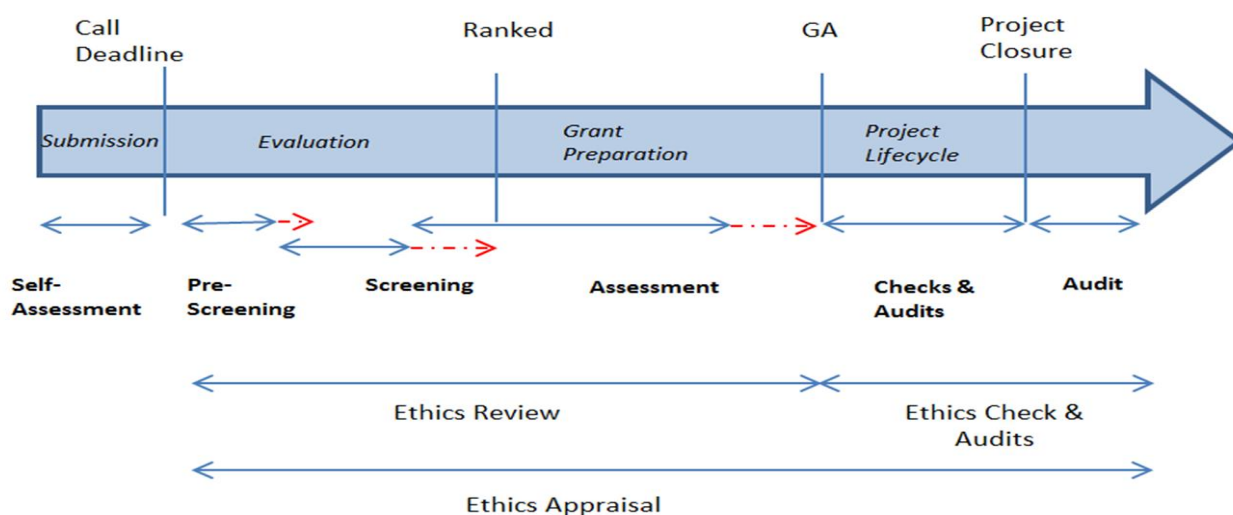 Call
Deadline
Ranked
GA
Project
Closure
Submission
Evaluation
Grant
Preparation
Project
Lifecycle
Self-
Assessment
Pre-
Screening
Screening
Assessment
Checks &
Audits
Audit
Ethics Review
Ethics Check &
Audits
Ethics Appraisal